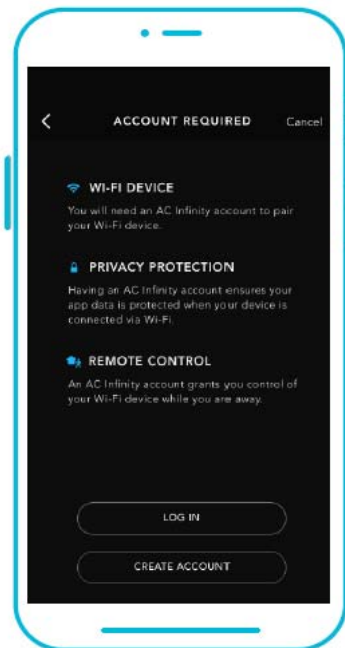 ACCOUNT REQUIRED Cancel
WI-FI DEVICE
You will need an AC Infinity account to pair
your Wi-Fi device.
PRIVACY PROTECTION
Having an AC Infinity account ensures your
app data is protected when your device is
connected via Wi-Fi.
REMOTE CONTROL
An AC Infinity account grants you control of
your Wi-Fi device while you are away.
LOG IN
CREATE ACCOUNT